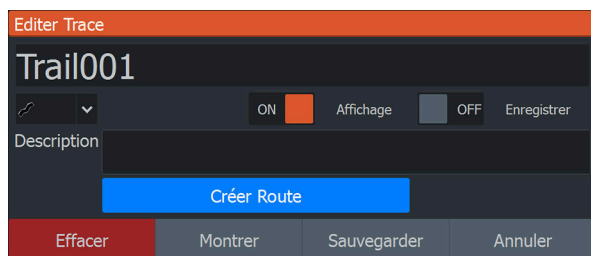 Editer Trace
Trail001
ON Affichage OFF Enregistrer
Description
Créer Route
Effacer Montrer Sauvegarder Annuler